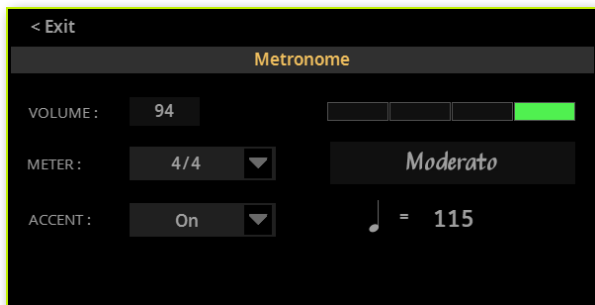 < Exit
Metronome
VOLUME : 94
METER : 4/4 Moderato
ACCENT : On = 115